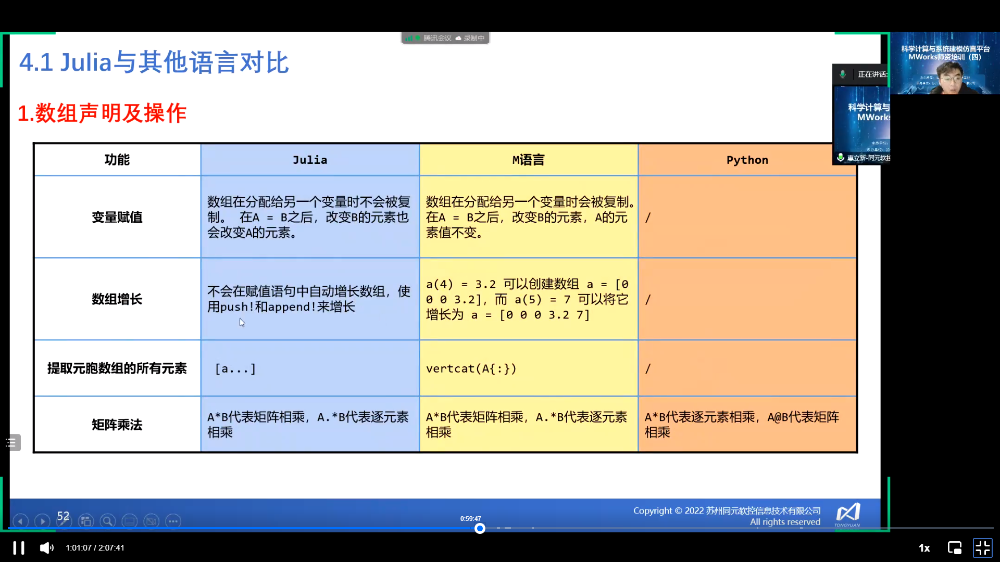 腾讯会议 录制中
4.1 Julia与其他语言对比
1.数组声明及操作
科学计算与系统建模仿真平台
MWorks师资培训（四）
正在讲话:
科学计算与
MWorks
惠立新-同元软控
功能
Julia
M语言
Python
变量赋值
数组在分配给另一个变量时不会被复
制。 在A = B之后，改变B的元素也
会改变A的元素。
数组在分配给另一个变量时会被复制。
在A = B之后，改变B的元素，A的元
素值不变。
/
数组增长
不会在赋值语句中自动增长数组，使
用push!和append!来增长
a(4) = 3.2 可以创建数组 a = [0
0 0 3.2]，而 a(5) = 7 可以将它
增长为 a = [0 0 0 3.2 7]
/
提取元胞数组的所有元素
[a...]
vertcat(A{:})
/
矩阵乘法
A*B代表矩阵相乘，A.*B代表逐元素
相乘
A*B代表矩阵相乘，A.*B代表逐元素
相乘
A*B代表逐元素相乘，A@B代表矩阵
相乘
52
Copyright © 2022 苏州同元软控信息技术有限公司
All rights reserved
TONGYUAN
0:59:47
1:01:07 / 2:07:41
1x